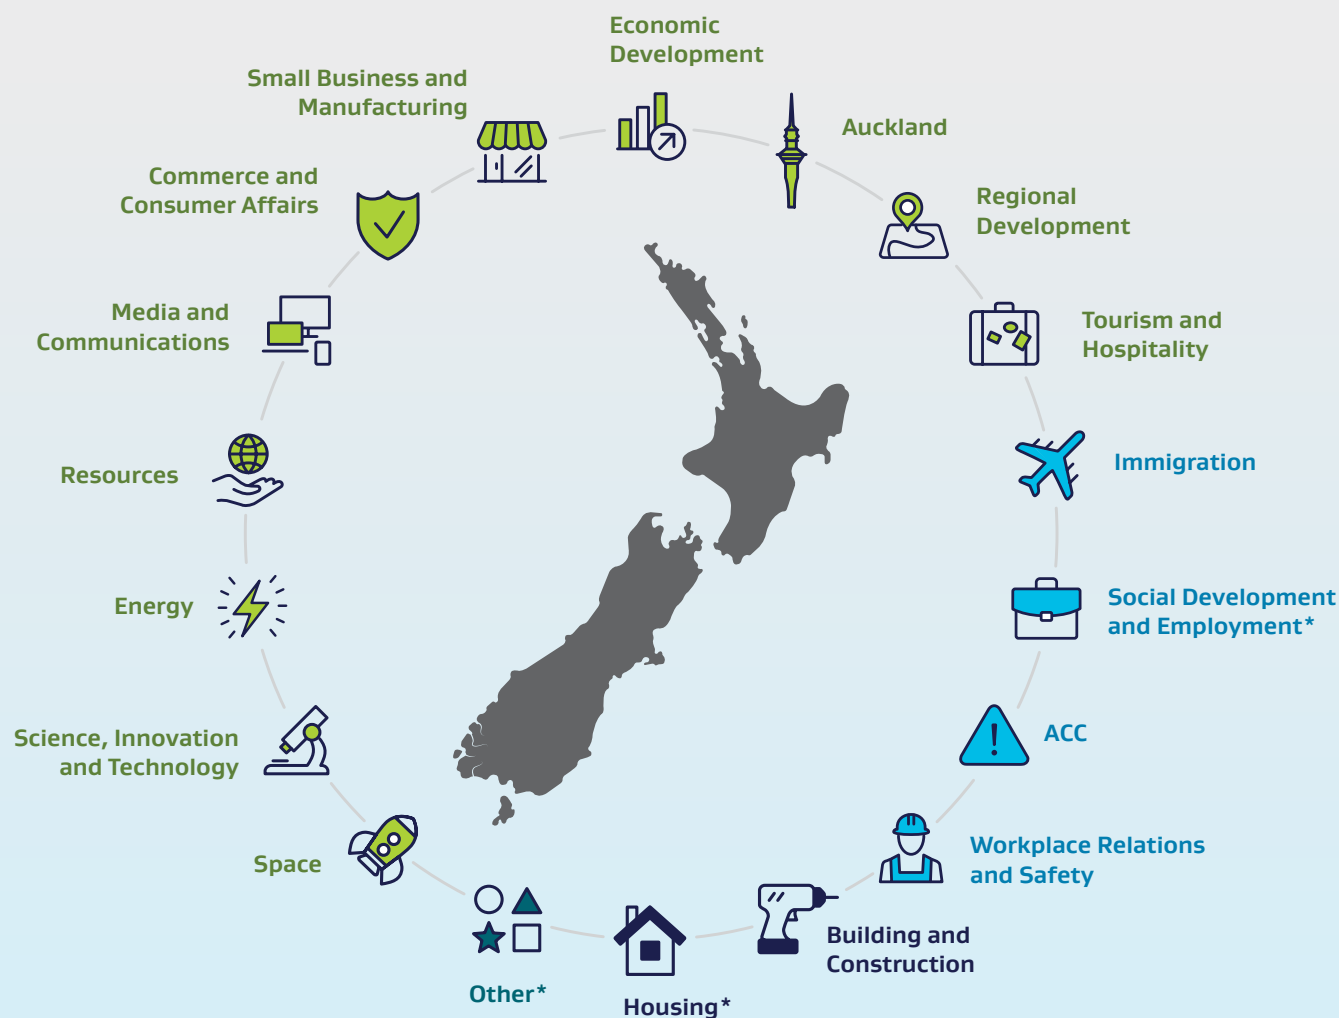 Economic
Development
Small Business and
Manufacturing
Auckland
Commerce and
Consumer Affairs
Regional
Development
Media and
Communications
Tourism and
Hospitality
Resources
Immigration
Energy
Social Development
and Employment*
Science, Innovation
and Technology
ACC
Space
Workplace Relations
and Safety
Building and
Construction
Other*
Housing*